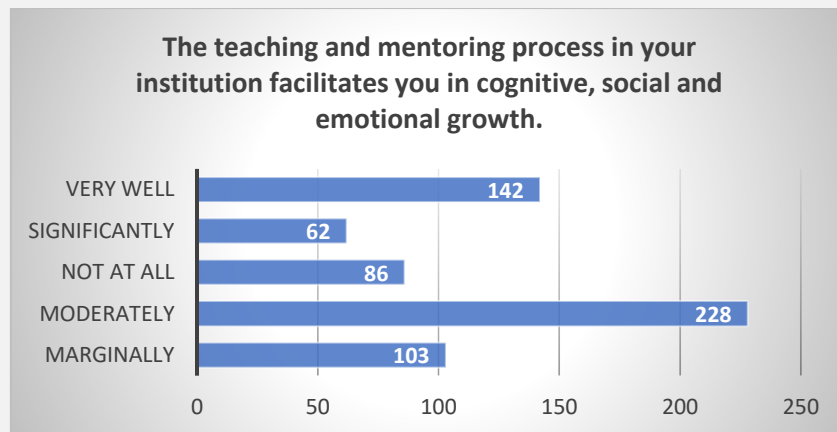 The teaching and mentoring process in your
institution facilitates you in cognitive, social and
emotional growth.
VERY WELL
142
SIGNIFICANTLY
62
NOT AT ALL
86
MODERATELY
228
MARGINALLY
103
0 50 100 150 200 250